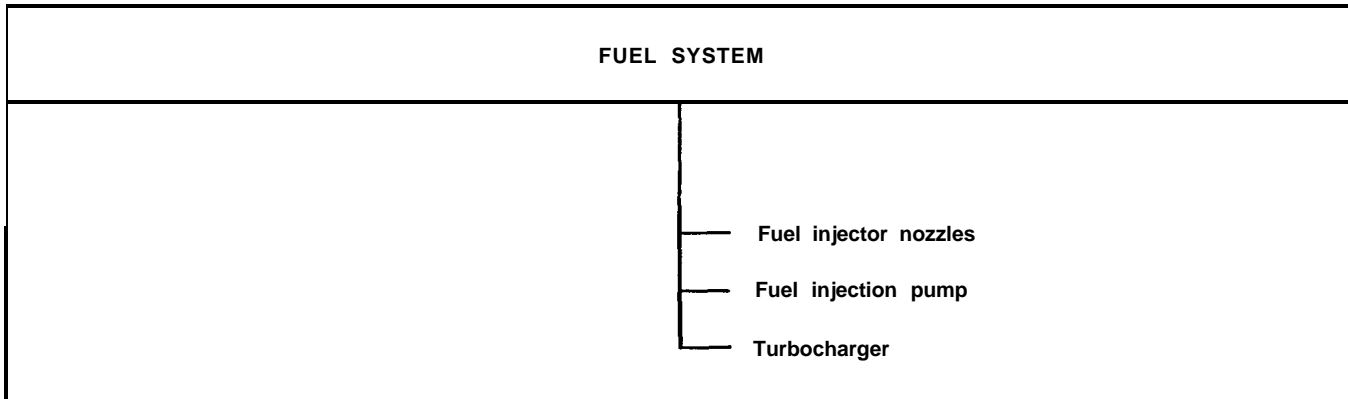 FUEL SYSTEM
Fuel injector nozzles
Fuel injection pump
Turbocharger